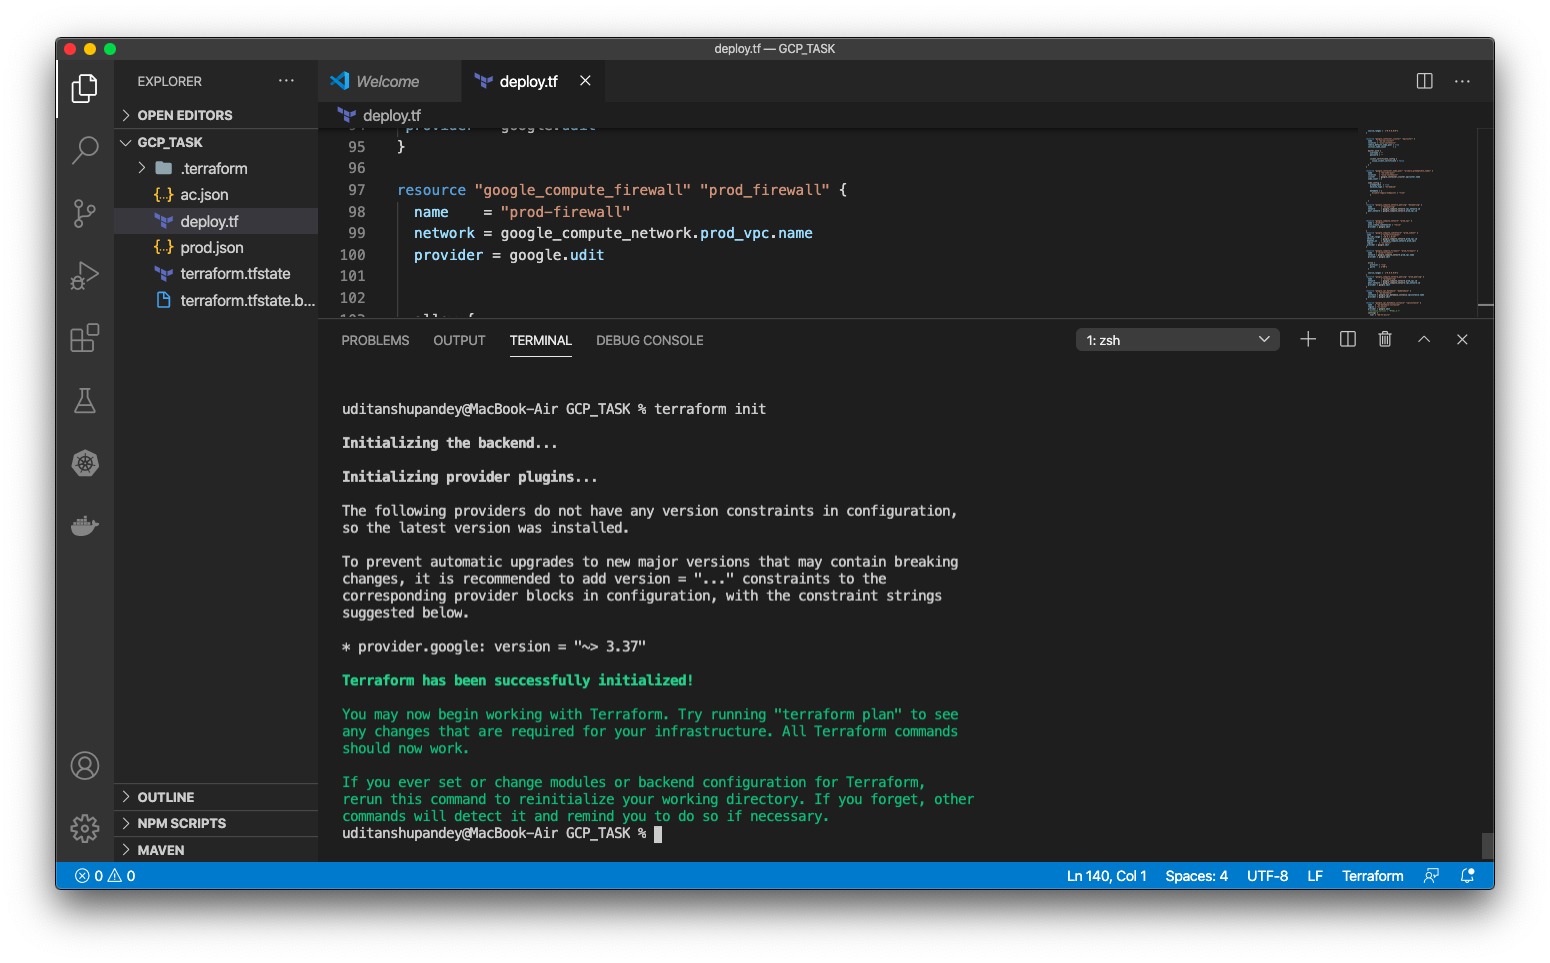 deploy.tf — GCP_TASK
EXPLORER
Welcome
deploy.tf
OPEN EDITORS
deploy.tf
GCP_TASK
.terraform
ac.json
deploy.tf
prod.json
terraform.tfstate
terraform.tfstate.b...
94 provider = google.udit
95 }
96
97 resource "google_compute_firewall" "prod_firewall" {
98 name = "prod-firewall"
99 network = google_compute_network.prod_vpc.name
100 provider = google.udit
101
102
103 allow {
PROBLEMS OUTPUT TERMINAL DEBUG CONSOLE 1: zsh
uditanshupandey@MacBook-Air GCP_TASK % terraform init
Initializing the backend...
Initializing provider plugins...
The following providers do not have any version constraints in configuration,
so the latest version was installed.
To prevent automatic upgrades to new major versions that may contain breaking
changes, it is recommended to add version = "..." constraints to the
corresponding provider blocks in configuration, with the constraint strings
suggested below.
* provider.google: version = "~> 3.37"
Terraform has been successfully initialized!
You may now begin working with Terraform. Try running "terraform plan" to see
any changes that are required for your infrastructure. All Terraform commands
should now work.
If you ever set or change modules or backend configuration for Terraform,
rerun this command to reinitialize your working directory. If you forget, other
commands will detect it and remind you to do so if necessary.
uditanshupandey@MacBook-Air GCP_TASK %
OUTLINE
NPM SCRIPTS
MAVEN
0 0 Ln 140, Col 1 Spaces: 4 UTF-8 LF Terraform